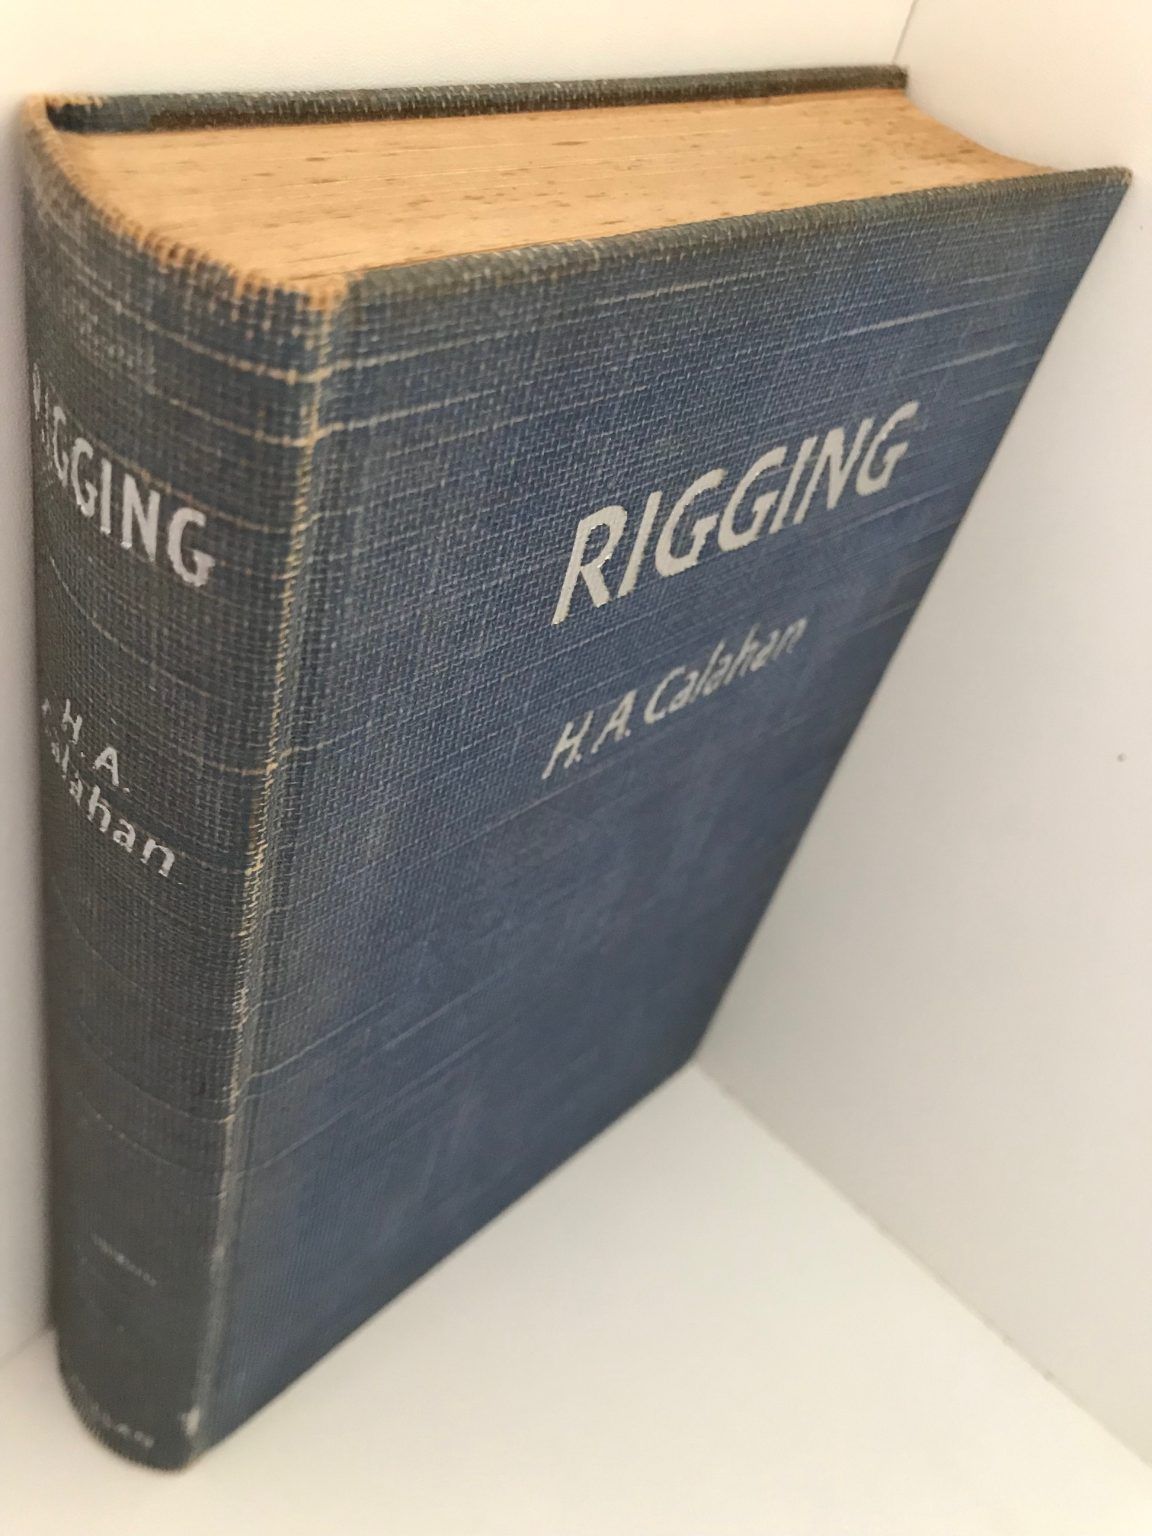 RIGGING
H. A.
Calahan
RIGGING
H. A. Calahan